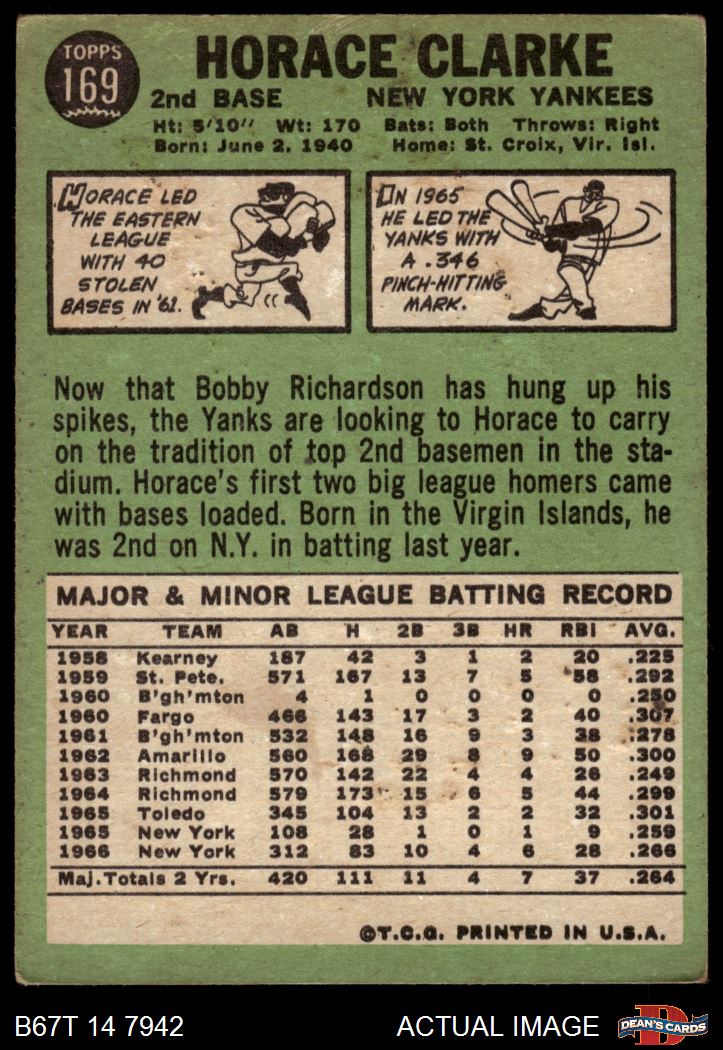 TOPPS
169
HORACE CLARKE
2nd BASE NEW YORK YANKEES
Ht: 5'10" Wt: 170 Bats: Both Throws: Right
Born: June 2, 1940 Home: St. Croix, Vir. Isl.
HORACE LED
THE EASTERN
LEAGUE
WITH 40
STOLEN
BASES IN '61.
IN 1965
HE LED THE
YANKS WITH
A .346
PINCH-HITTING
MARK.
Now that Bobby Richardson has hung up his
spikes, the Yanks are looking to Horace to carry
on the tradition of top 2nd basemen in the sta-
dium. Horace's first two big league homers came
with bases loaded. Born in the Virgin Islands, he
was 2nd on N.Y. in batting last year.
MAJOR & MINOR LEAGUE BATTING RECORD
YEAR TEAM AB H 2B 3B HR RBI AVG.
1958 Kearney 187 42 3 1 2 20 .225
1959 St. Pete. 571 167 13 7 5 58 .292
1960 B'gh'mton 4 1 0 0 0 0 .250
1960 Fargo 466 143 17 3 2 40 .307
1961 B'gh'mton 532 148 16 9 3 38 .278
1962 Amarillo 560 168 29 8 9 50 .300
1963 Richmond 570 142 22 4 4 26 .249
1964 Richmond 579 173 15 6 5 44 .299
1965 Toledo 345 104 13 2 2 32 .301
1965 New York 108 28 1 0 1 9 .259
1966 New York 312 83 10 4 6 28 .266
Maj. Totals 2 Yrs. 420 111 11 4 7 37 .264
©T.C.G. PRINTED IN U.S.A.
B67T 14 7942 ACTUAL IMAGE DEAN'S CARDS